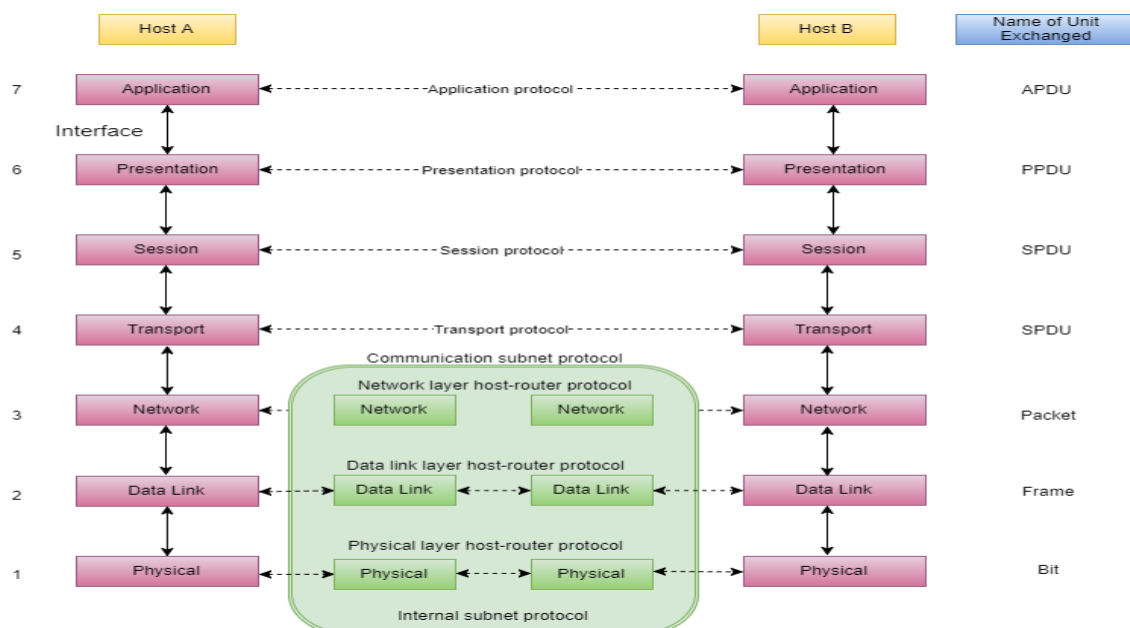 Host A
Host B
Name of Unit
Exchanged
7
Application
Application protocol
Application
APDU
Interface
6
Presentation
Presentation protocol
Presentation
PPDU
5
Session
Session protocol
Session
SPDU
4
Transport
Transport protocol
Transport
SPDU
Communication subnet protocol
Network layer host-router protocol
3
Network
Network
Network
Network
Packet
Data link layer host-router protocol
2
Data Link
Data Link
Data Link
Data Link
Frame
Physical layer host-router protocol
1
Physical
Physical
Physical
Physical
Bit
Internal subnet protocol